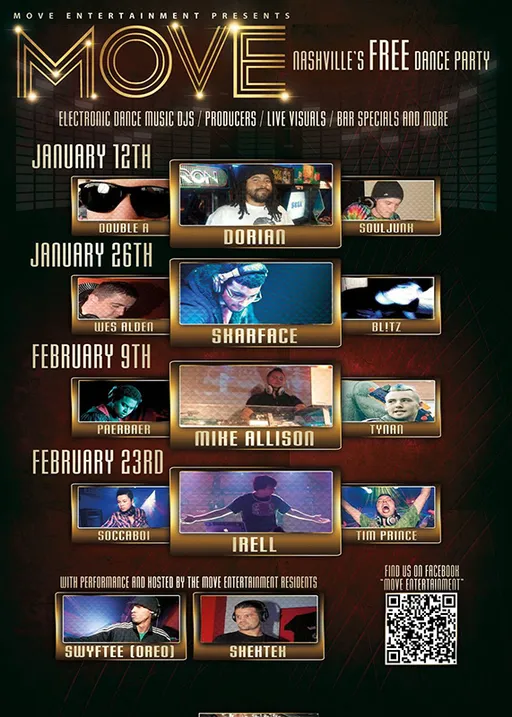 MOVE ENTERTAINMENT PRESENTS
MOVE
NASHVILLE'S FREE DANCE PARTY
ELECTRONIC DANCE MUSIC DJS / PRODUCERS / LIVE VISUALS / BAR SPECIALS AND MORE
JANUARY 12TH
DOUBLE R
DORIAN
SOULJUNK
JANUARY 26TH
WES ALDEN
SKARFACE
BL!TZ
FEBRUARY 9TH
PAERBAER
MIKE ALLISON
TYNAN
FEBRUARY 23RD
SOCCABOI
IRELL
TIM PRINCE
WITH PERFORMANCE AND HOSTED BY THE MOVE ENTERTAINMENT RESIDENTS
SWYFTEE (OREO)
SHEKTEK
FIND US ON FACEBOOK
"MOVE ENTERTAINMENT"